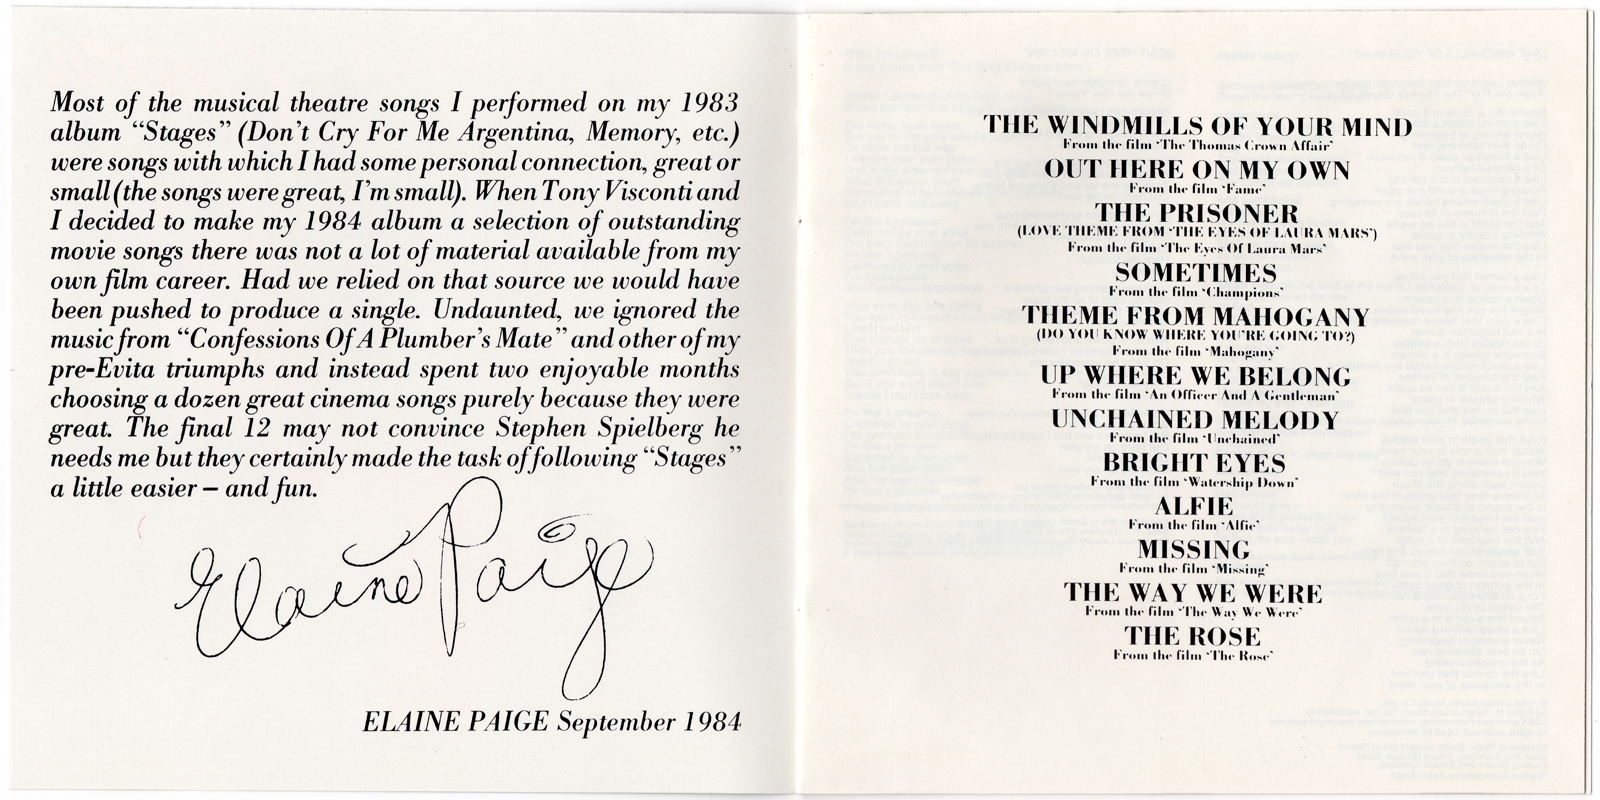 Most of the musical theatre songs I performed on my 1983
album “Stages” (Don’t Cry For Me Argentina, Memory, etc.)
were songs with which I had some personal connection, great or
small (the songs were great, I’m small). When Tony Visconti and
I decided to make my 1984 album a selection of outstanding
movie songs there was not a lot of material available from my
own film career. Had we relied on that source we would have
been pushed to produce a single. Undaunted, we ignored the
music from “Confessions Of A Plumber’s Mate” and other of my
pre-Evita triumphs and instead spent two enjoyable months
choosing a dozen great cinema songs purely because they were
great. The final 12 may not convince Stephen Spielberg he
needs me but they certainly made the task of following “Stages”
a little easier – and fun.
Elaine Paige
ELAINE PAIGE September 1984
THE WINDMILLS OF YOUR MIND
From the film ‘The Thomas Crown Affair’
OUT HERE ON MY OWN
From the film ‘Fame’
THE PRISONER
(LOVE THEME FROM ‘THE EYES OF LAURA MARS’)
From the film ‘The Eyes Of Laura Mars’
SOMETIMES
From the film ‘Champions’
THEME FROM MAHOGANY
(DO YOU KNOW WHERE YOU’RE GOING TO?)
From the film ‘Mahogany’
UP WHERE WE BELONG
From the film ‘An Officer And A Gentleman’
UNCHAINED MELODY
From the film ‘Unchained’
BRIGHT EYES
From the film ‘Watership Down’
ALFIE
From the film ‘Alfie’
MISSING
From the film ‘Missing’
THE WAY WE WERE
From the film ‘The Way We Were’
THE ROSE
From the film ‘The Rose’